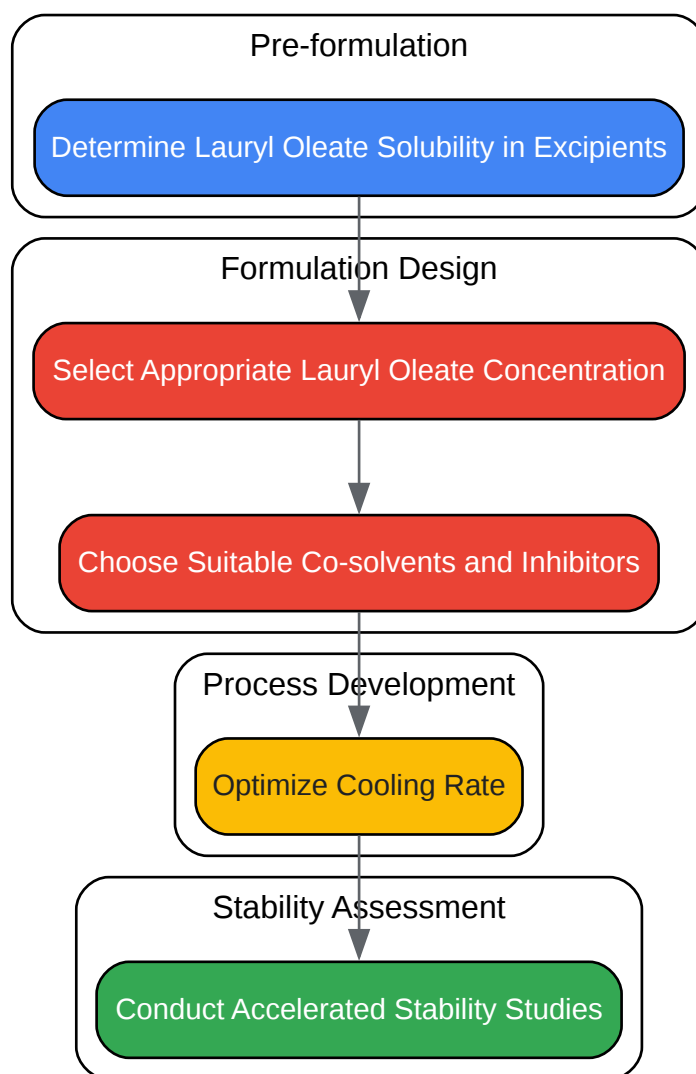 Pre-formulation
Determine Lauryl Oleate Solubility in Excipients
Formulation Design
Select Appropriate Lauryl Oleate Concentration
Choose Suitable Co-solvents and Inhibitors
Process Development
Optimize Cooling Rate
Stability Assessment
Conduct Accelerated Stability Studies